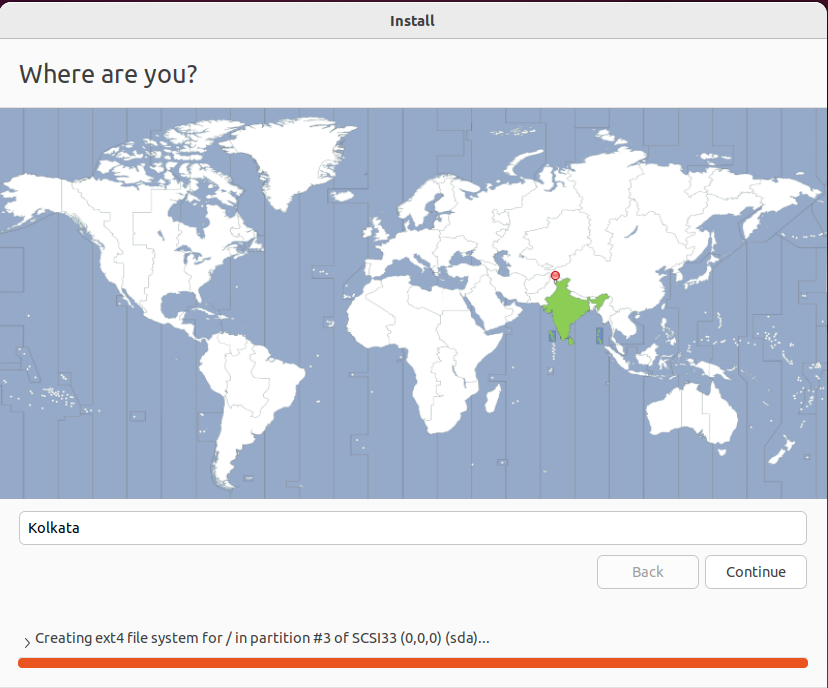 Install
Where are you?
Kolkata
Back
Continue
Creating ext4 file system for / in partition #3 of SCSI33 (0,0,0) (sda)...